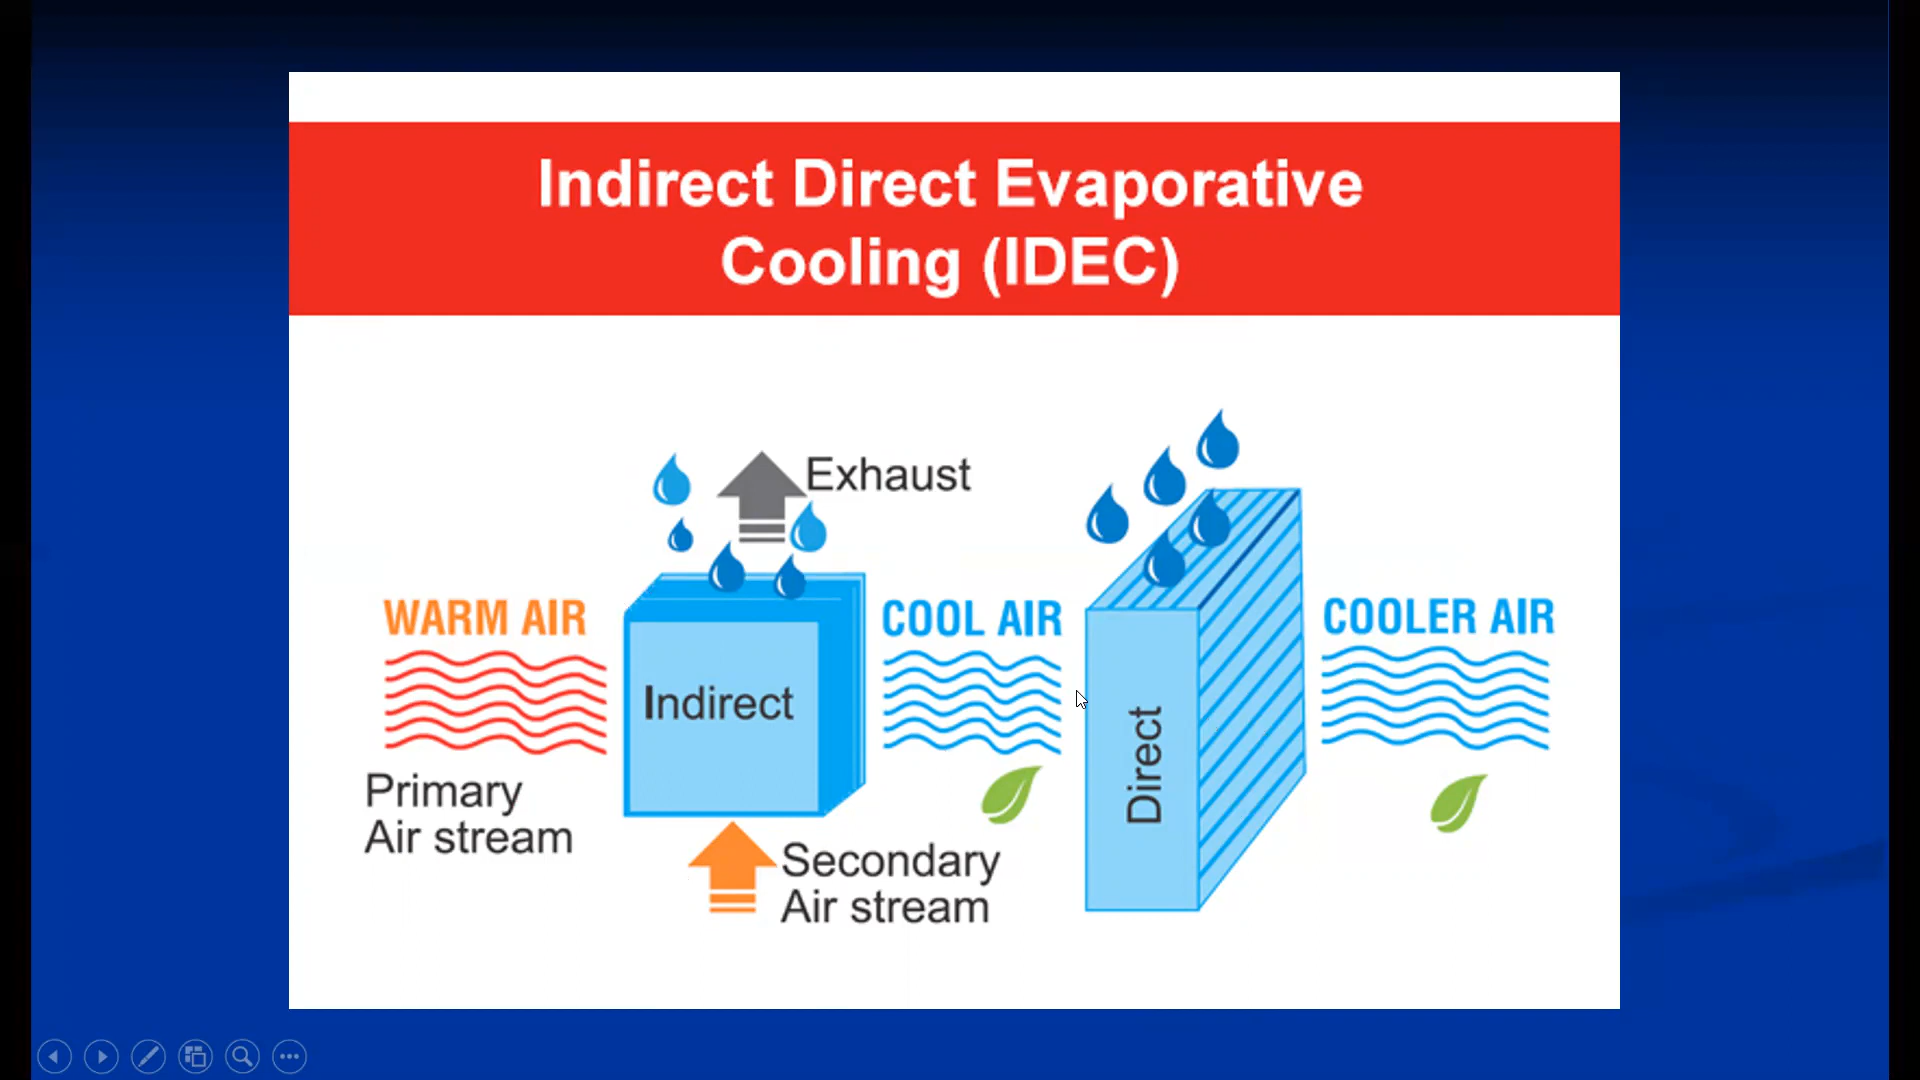 Indirect Direct Evaporative
Cooling (IDEC)
Exhaust
WARM AIR
Indirect
COOL AIR
Direct
COOLER AIR
Primary
Air stream
Secondary
Air stream